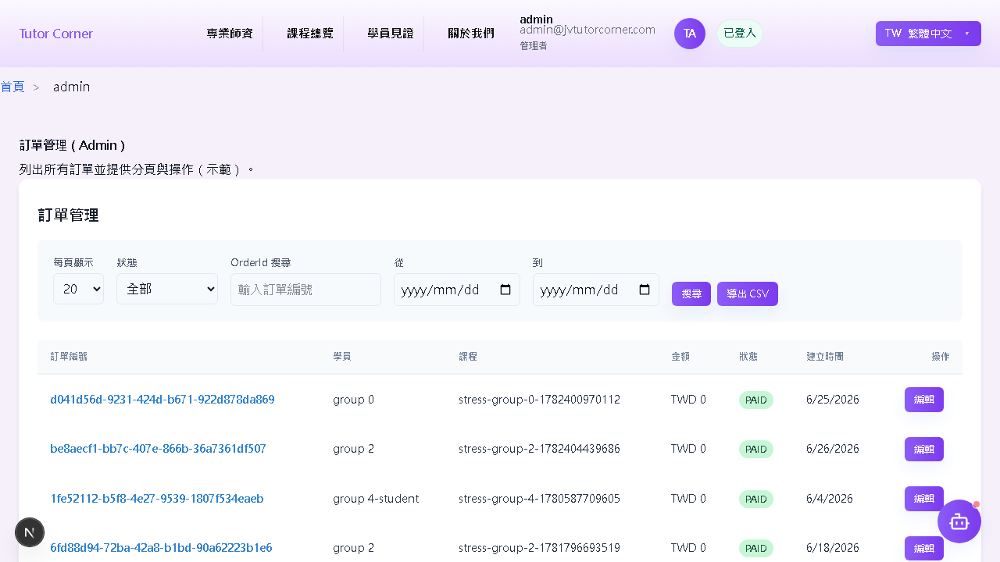 Tutor Corner
專業師資
課程總覽
學員見證
關於我們
admin
admin@jvtutorcorner.com
管理者
TA
已登入
TW 繁體中文
首頁 > admin
訂單管理 ( Admin )
列出所有訂單並提供分頁與操作（示範）。
訂單管理
每頁顯示
狀態
OrderId 搜尋
從
到
20
全部
輸入訂單編號
yyyy/mm/dd
yyyy/mm/dd
搜尋
導出 CSV
訂單編號 學員 課程 金額 狀態 建立時間 操作
d041d56d-9231-424d-b671-922d878da869 group 0 stress-group-0-1782400970112 TWD 0 PAID 6/25/2026 編輯
be8aecf1-bb7c-407e-866b-36a7361df507 group 2 stress-group-2-1782404439686 TWD 0 PAID 6/26/2026 編輯
1fe52112-b5f8-4e27-9539-1807f534eaeb group 4-student stress-group-4-1780587709605 TWD 0 PAID 6/4/2026 編輯
6fd88d94-72ba-42a8-b1bd-90a62223b1e6 group 2 stress-group-2-1781796593519 TWD 0 PAID 6/18/2026 編輯
N